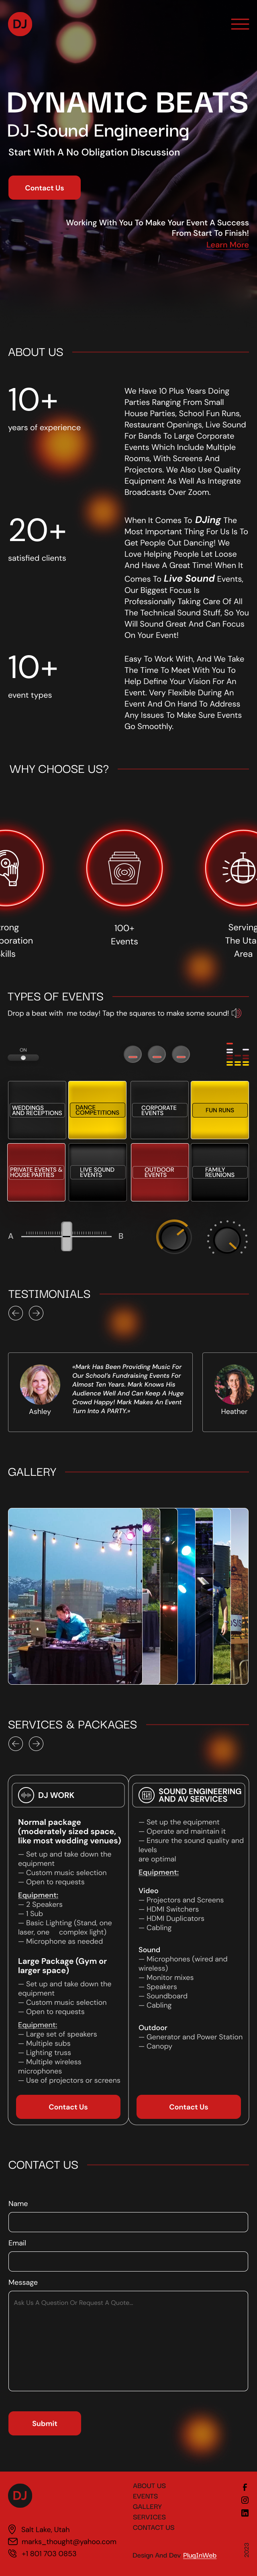 DJ
DYNAMIC BEATS
DJ-Sound Engineering
Start With A No Obligation Discussion
Contact Us
Working With You To Make Your Event A Success
From Start To Finish!
Learn More
ABOUT US
10+
years of experience
We Have 10 Plus Years Doing
Parties Ranging From Small
House Parties, School Fun Runs,
Restaurant Openings, Live Sound
For Bands To Large Corporate
Events Which Include Multiple
Rooms, With Screens And
Projectors. We Also Use Quality
Equipment As Well As Integrate
Broadcasts Over Zoom.
20+
satisfied clients
When It Comes To DJing The
Most Important Thing For Us Is To
Get People Out Dancing! We
Love Helping People Let Loose
And Have A Great Time! When It
Comes To Live Sound Events,
Our Biggest Focus Is
Professionally Taking Care Of All
The Technical Sound Stuff, So You
Will Sound Great And Can Focus
On Your Event!
10+
event types
Easy To Work With, And We Take
The Time To Meet With You To
Help Define Your Vision For An
Event. Very Flexible During An
Event And On Hand To Address
Any Issues To Make Sure Events
Go Smoothly.
WHY CHOOSE US?
rong
boration
kills
100+
Events
Serving
The Uta
Area
TYPES OF EVENTS
Drop a beat with me today! Tap the squares to make some sound!
ON
WEDDINGS
AND RECEPTIONS
DANCE
COMPETITIONS
CORPORATE
EVENTS
FUN RUNS
PRIVATE EVENTS &
HOUSE PARTIES
LIVE SOUND
EVENTS
OUTDOOR
EVENTS
FAMILY
REUNIONS
A
B
TESTIMONIALS
«Mark Has Been Providing Music For
Our School's Fundraising Events For
Almost Ten Years. Mark Knows His
Audience Well And Can Keep A Huge
Crowd Happy! Mark Makes An Event
Turn Into A PARTY.»
Ashley
Heather
GALLERY
SERVICES & PACKAGES
DJ WORK
Normal package
(moderately sized space,
like most wedding venues)
— Set up and take down the
equipment
— Custom music selection
— Open to requests
Equipment:
— 2 Speakers
— 1 Sub
— Basic Lighting (Stand, one
laser, one complex light)
— Microphone as needed
Large Package (Gym or
larger space)
— Set up and take down the
equipment
— Custom music selection
— Open to requests
Equipment:
— Large set of speakers
— Multiple subs
— Lighting truss
— Multiple wireless
microphones
— Use of projectors or screens
Contact Us
SOUND ENGINEERING
AND AV SERVICES
— Set up the equipment
— Operate and maintain it
— Ensure the sound quality and
levels
are optimal
Equipment:
Video
— Projectors and Screens
— HDMI Switchers
— HDMI Duplicators
— Cabling
Sound
— Microphones (wired and
wireless)
— Monitor mixes
— Speakers
— Soundboard
— Cabling
Outdoor
— Generator and Power Station
— Canopy
Contact Us
CONTACT US
Name
Email
Message
Ask Us A Question Or Request A Quote...
Submit
DJ
Salt Lake, Utah
marks_thought@yahoo.com
+1 801 703 0853
ABOUT US
EVENTS
GALLERY
SERVICES
CONTACT US
Design And Dev PlugInWeb